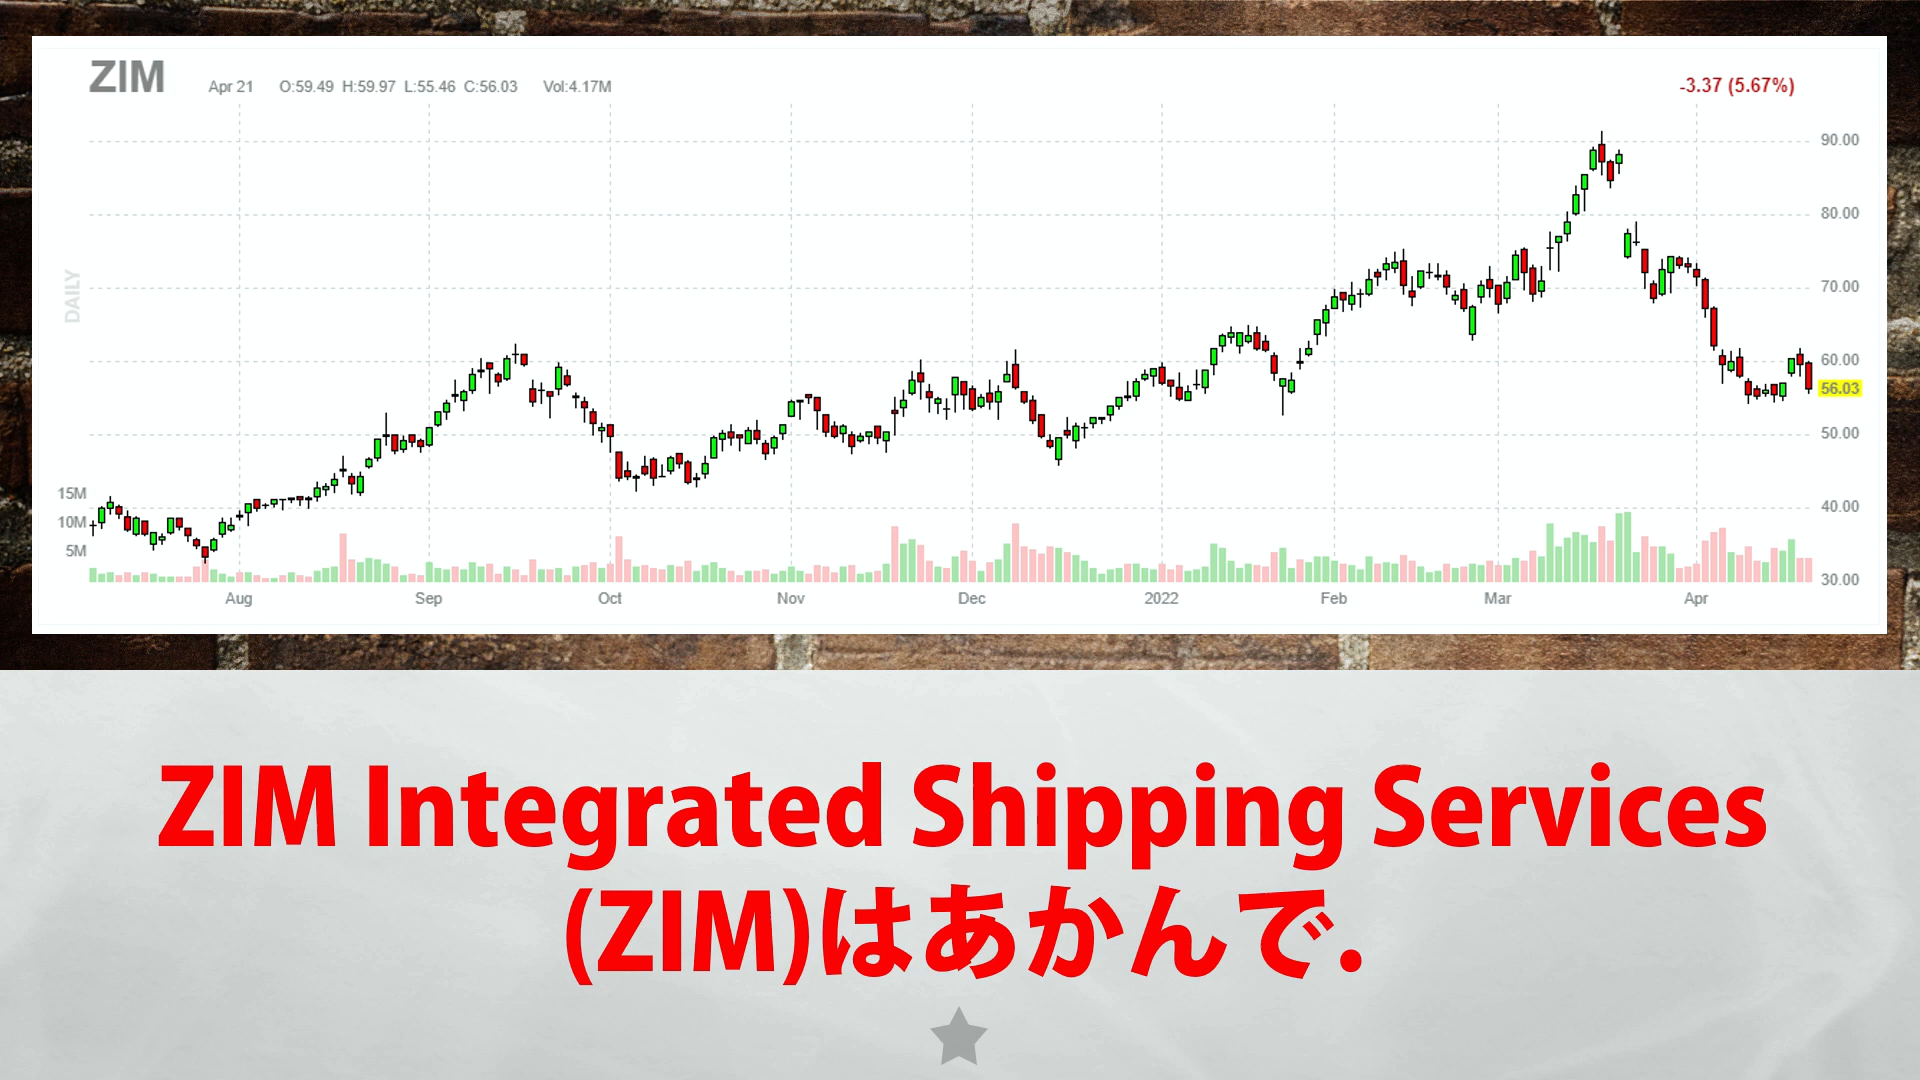 ZIM Apr 21 O:59.49 H:59.97 L:55.46 C:56.03 Vol:4.17M -3.37 (5.67%)
DAILY
90.00
80.00
70.00
60.00
56.03
50.00
40.00
30.00
15M
10M
5M
Aug Sep Oct Nov Dec 2022 Feb Mar Apr
ZIM Integrated Shipping Services
(ZIM)はあかんで.